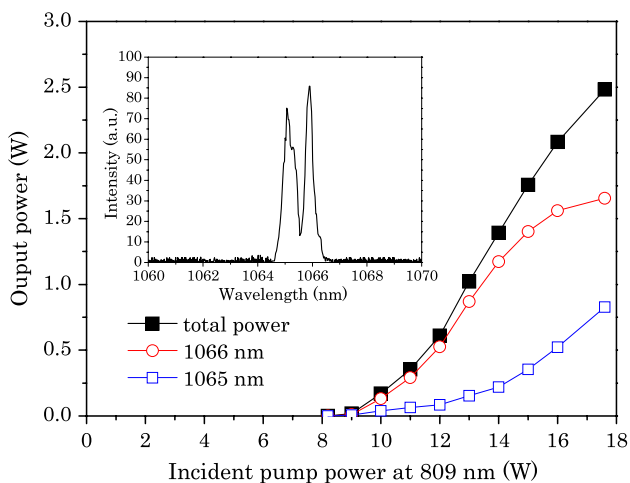 3.0
2.5
2.0
1.5
1.0
0.5
0.0
Ouput power (W)
100
90
80
70
60
50
40
30
20
10
0
Intensity (a.u.)
1060 1062 1064 1066 1068 1070
Wavelength (nm)
total power
1066 nm
1065 nm
0 2 4 6 8 10 12 14 16 18
Incident pump power at 809 nm (W)